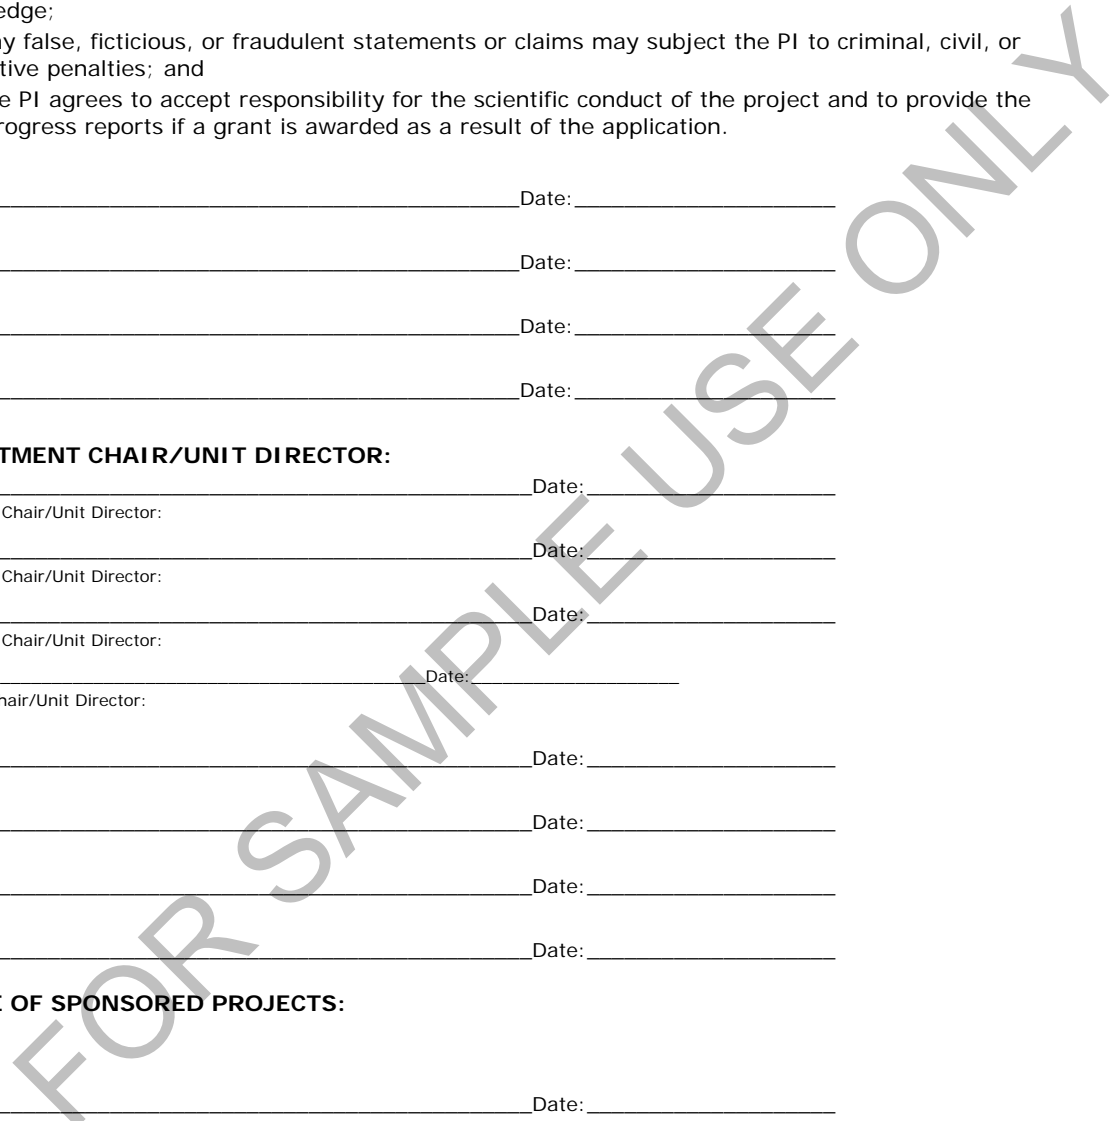 edge;
y false, ficticious, or fraudulent statements or claims may subject the PI to criminal, civil, or
tive penalties; and
e PI agrees to accept responsibility for the scientific conduct of the project and to provide the
rogress reports if a grant is awarded as a result of the application.
Date:
Date:
Date:
Date:
TMENT CHAIR/UNIT DIRECTOR:
Date:
Chair/Unit Director:
Date:
Chair/Unit Director:
Date:
Chair/Unit Director:
Date:
hair/Unit Director:
Date:
Date:
Date:
Date:
E OF SPONSORED PROJECTS:
Date:
FOR SAMPLE USE ONLY